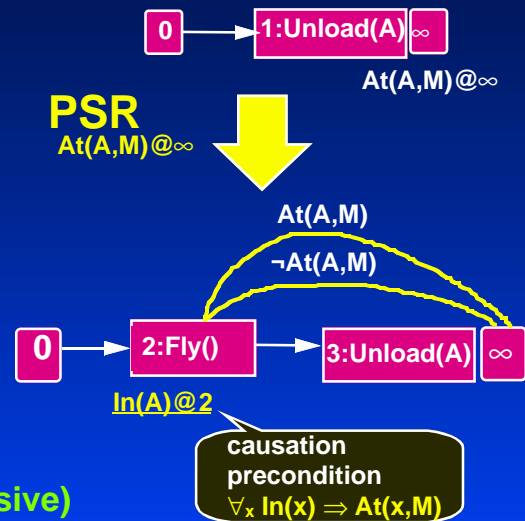 0 1:Unload(A) ∞
At(A,M)@∞
PSR
At(A,M)@∞
At(A,M)
¬At(A,M)
0 2:Fly() 3:Unload(A) ∞
In(A)@2
causation
precondition
∀x In(x) ⇒ At(x,M)
sive)